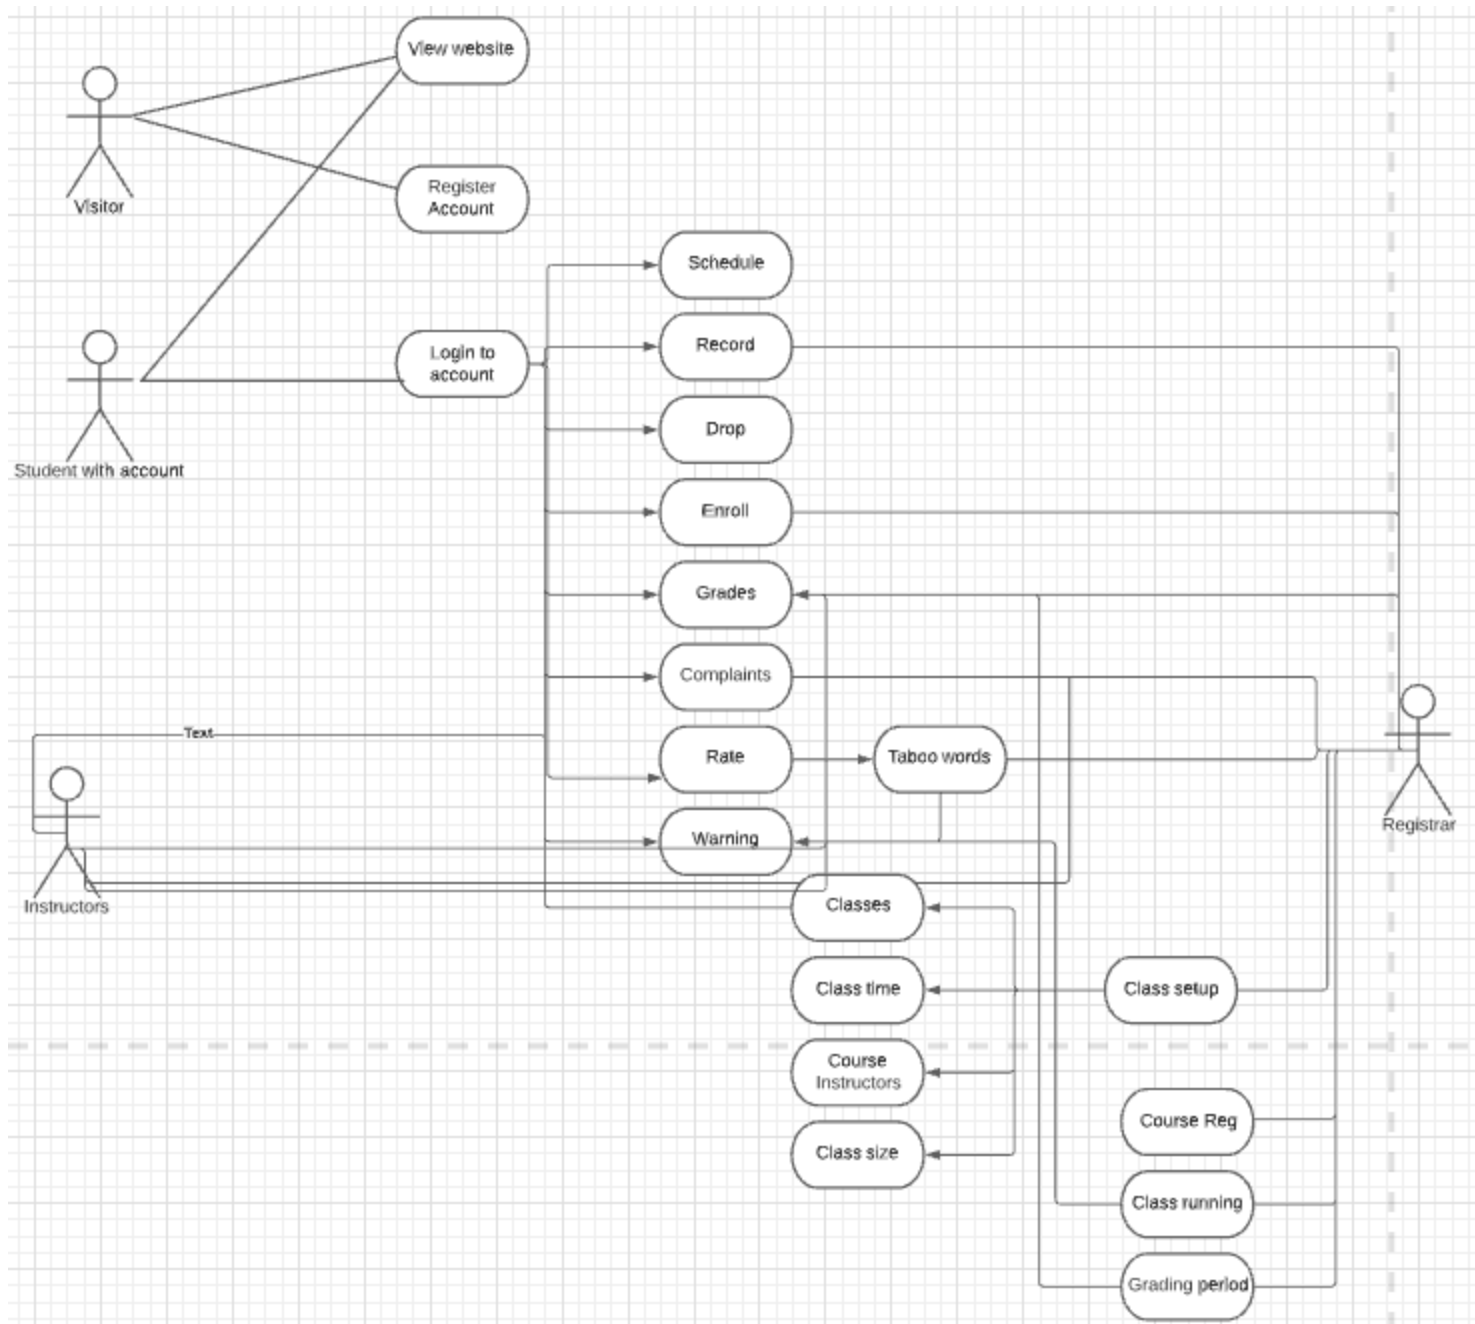 View website
Visitor
Register
Account
Schedule
Record
Login to
account
Drop
Student with account
Enroll
Grades
Complaints
Text
Rate
Taboo words
Registrar
Warning
Instructors
Classes
Class time
Class setup
Course
Instructors
Course Reg
Class size
Class running
Grading period